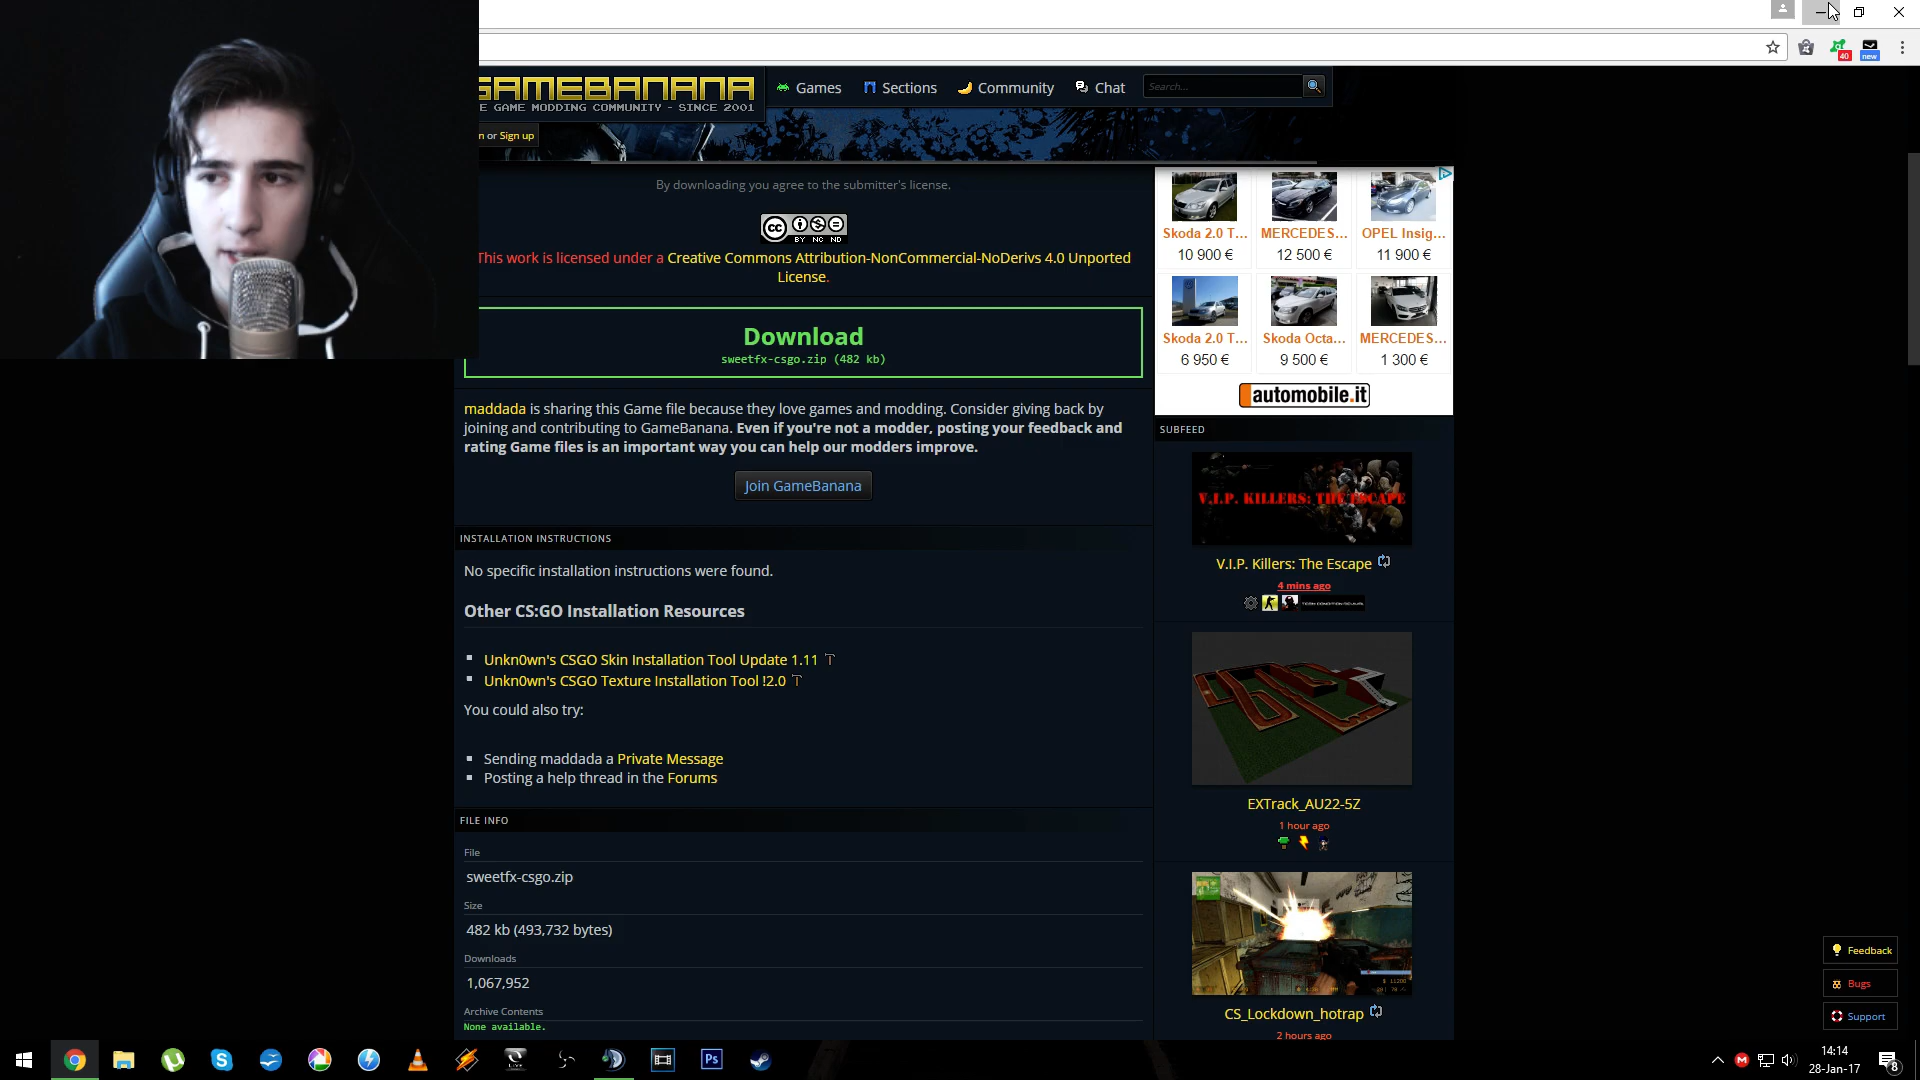 40
new
GAMEBANANA
E GAME MODDING COMMUNITY - SINCE 2001
Games
Sections
Community
Chat
Search...
n or Sign up
By downloading you agree to the submitter's license.
cc
BY NC ND
This work is licensed under a Creative Commons Attribution-NonCommercial-NoDerivs 4.0 Unported
License.
Download
sweetfx-csgo.zip (482 kb)
maddada is sharing this Game file because they love games and modding. Consider giving back by
joining and contributing to GameBanana. Even if you're not a modder, posting your feedback and
rating Game files is an important way you can help our modders improve.
Join GameBanana
INSTALLATION INSTRUCTIONS
No specific installation instructions were found.
Other CS:GO Installation Resources
Unkn0wn's CSGO Skin Installation Tool Update 1.11
Unkn0wn's CSGO Texture Installation Tool !2.0
You could also try:
Sending maddada a Private Message
Posting a help thread in the Forums
FILE INFO
File
sweetfx-csgo.zip
Size
482 kb (493,732 bytes)
Downloads
1,067,952
Archive Contents
None available.
Skoda 2.0 T...
10 900 €
MERCEDES...
12 500 €
OPEL Insig...
11 900 €
Skoda 2.0 T...
6 950 €
Skoda Octa...
9 500 €
MERCEDES...
1 300 €
automobile.it
SUBFEED
V.I.P. KILLERS: THE ESCAPE
V.I.P. Killers: The Escape
4 mins ago
EXTrack_AU22-5Z
1 hour ago
CS_Lockdown_hotrap
2 hours ago
Feedback
Bugs
Support
Ps
LIVE
14:14
28-Jan-17
8